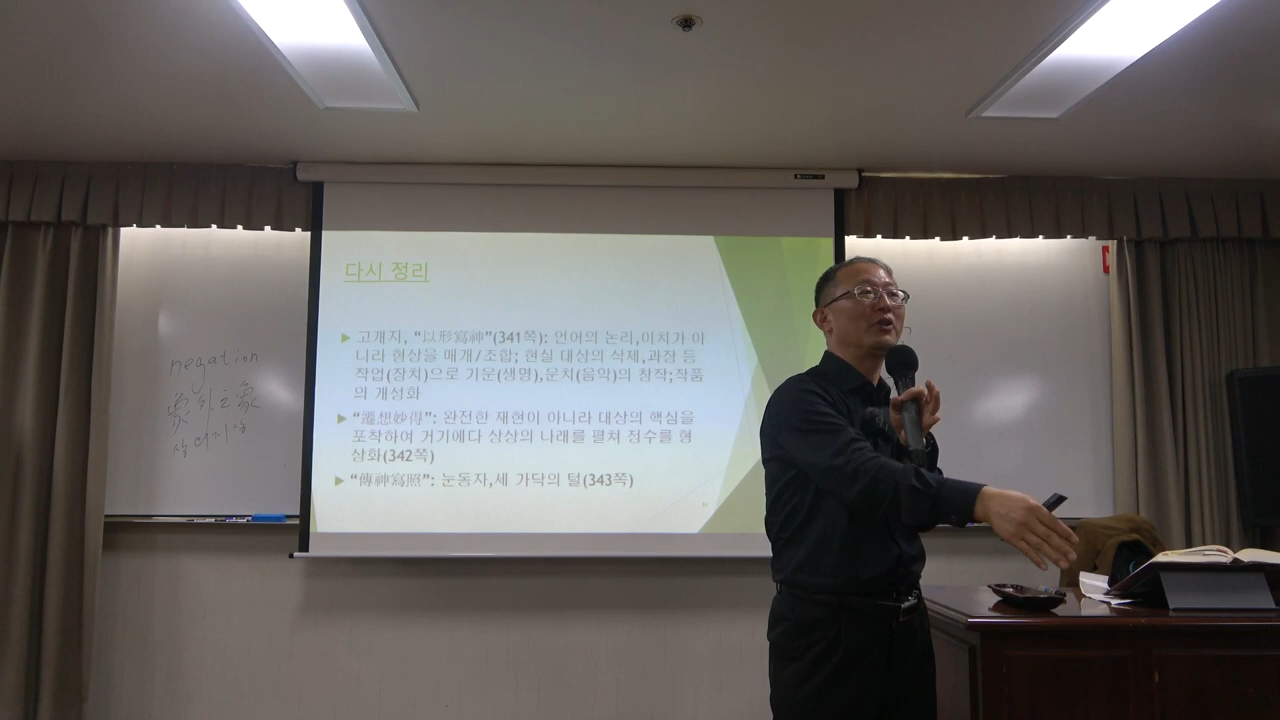 다시 정리
▶ 고개지, “以形寫神”(341쪽): 언어의 논리,이치가 아
니라 형상을 매개/조합; 현실 대상의 삭제,과장 등
작업(장치)으로 기운(생명),운치(음악)의 창작;작품
의 개성화
▶ “遷想妙得”: 완전한 재현이 아니라 대상의 핵심을
포착하여 거기에다 상상의 나래를 펼쳐 정수를 형
상화(342쪽)
▶ “傳神寫照”: 눈동자,세 가닥의 털(343쪽)
negation
象外之象
상외지상